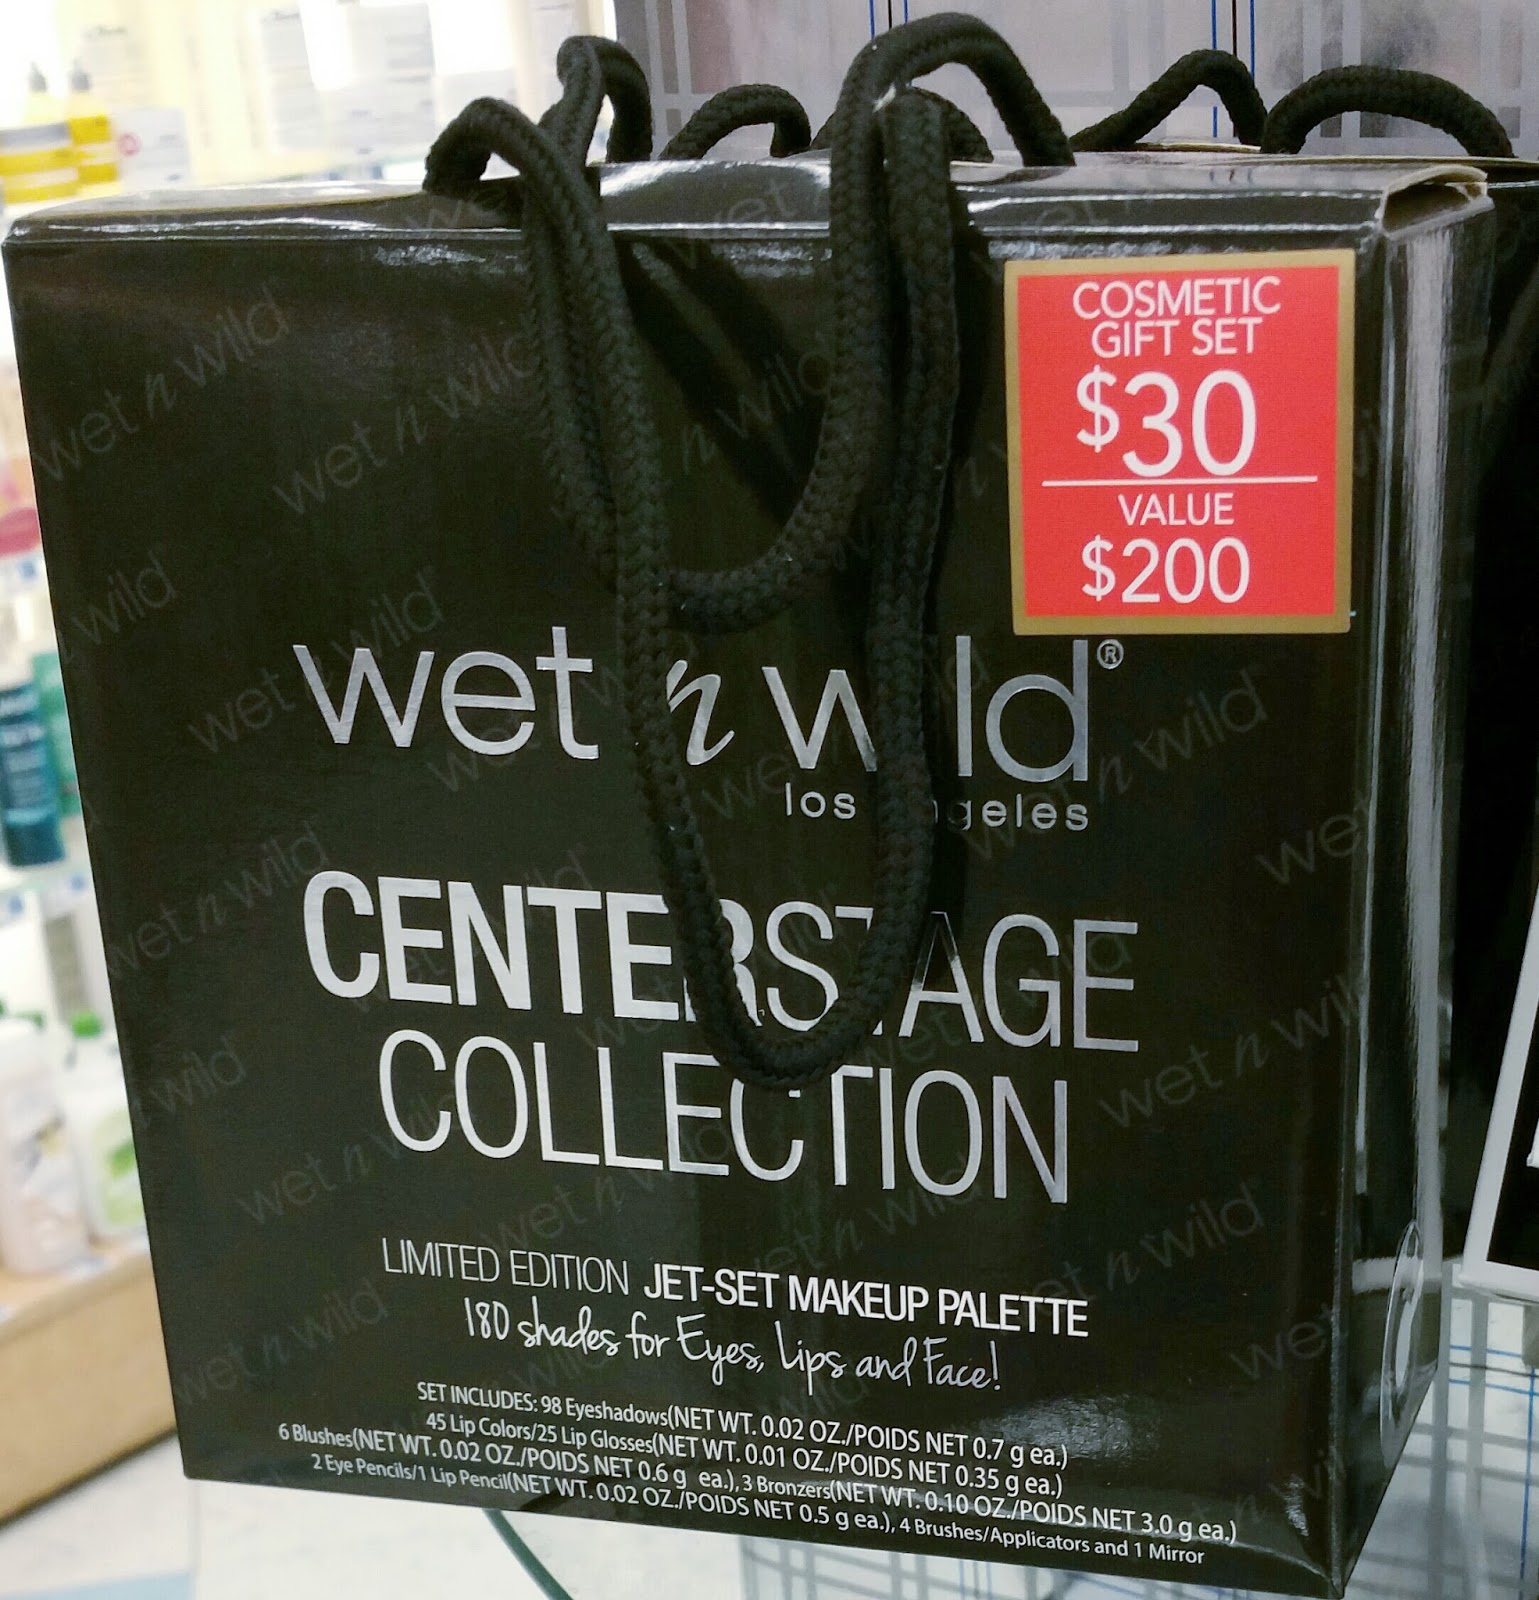 COSMETIC
GIFT SET
$30
VALUE
$200
wet n wild®
los angeles
CENTERSTAGE
COLLECTION
LIMITED EDITION JET-SET MAKEUP PALETTE
180 shades for Eyes, Lips and Face!
SET INCLUDES: 98 Eyeshadows(NET WT. 0.02 OZ./POIDS NET 0.7 g ea.)
45 Lip Colors/25 Lip Glosses(NET WT. 0.01 OZ./POIDS NET 0.35 g ea.)
6 Blushes(NET WT. 0.02 OZ./POIDS NET 0.6 g ea.), 3 Bronzers(NET WT. 0.10 OZ./POIDS NET 3.0 g ea.)
2 Eye Pencils/1 Lip Pencil(NET WT. 0.02 OZ./POIDS NET 0.5 g ea.), 4 Brushes/Applicators and 1 Mirror